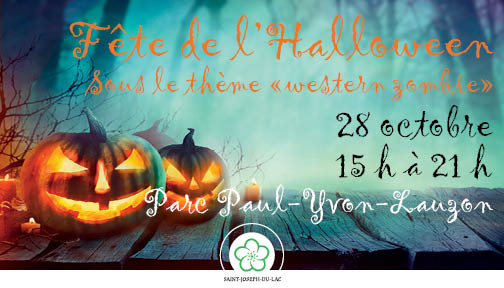 Fête de l'Halloween
Sous le thème «western zombie»
28 octobre
15 h à 21 h
Parc Paul-Yvon-Lauzon
SAINT-JOSEPH-DU-LAC